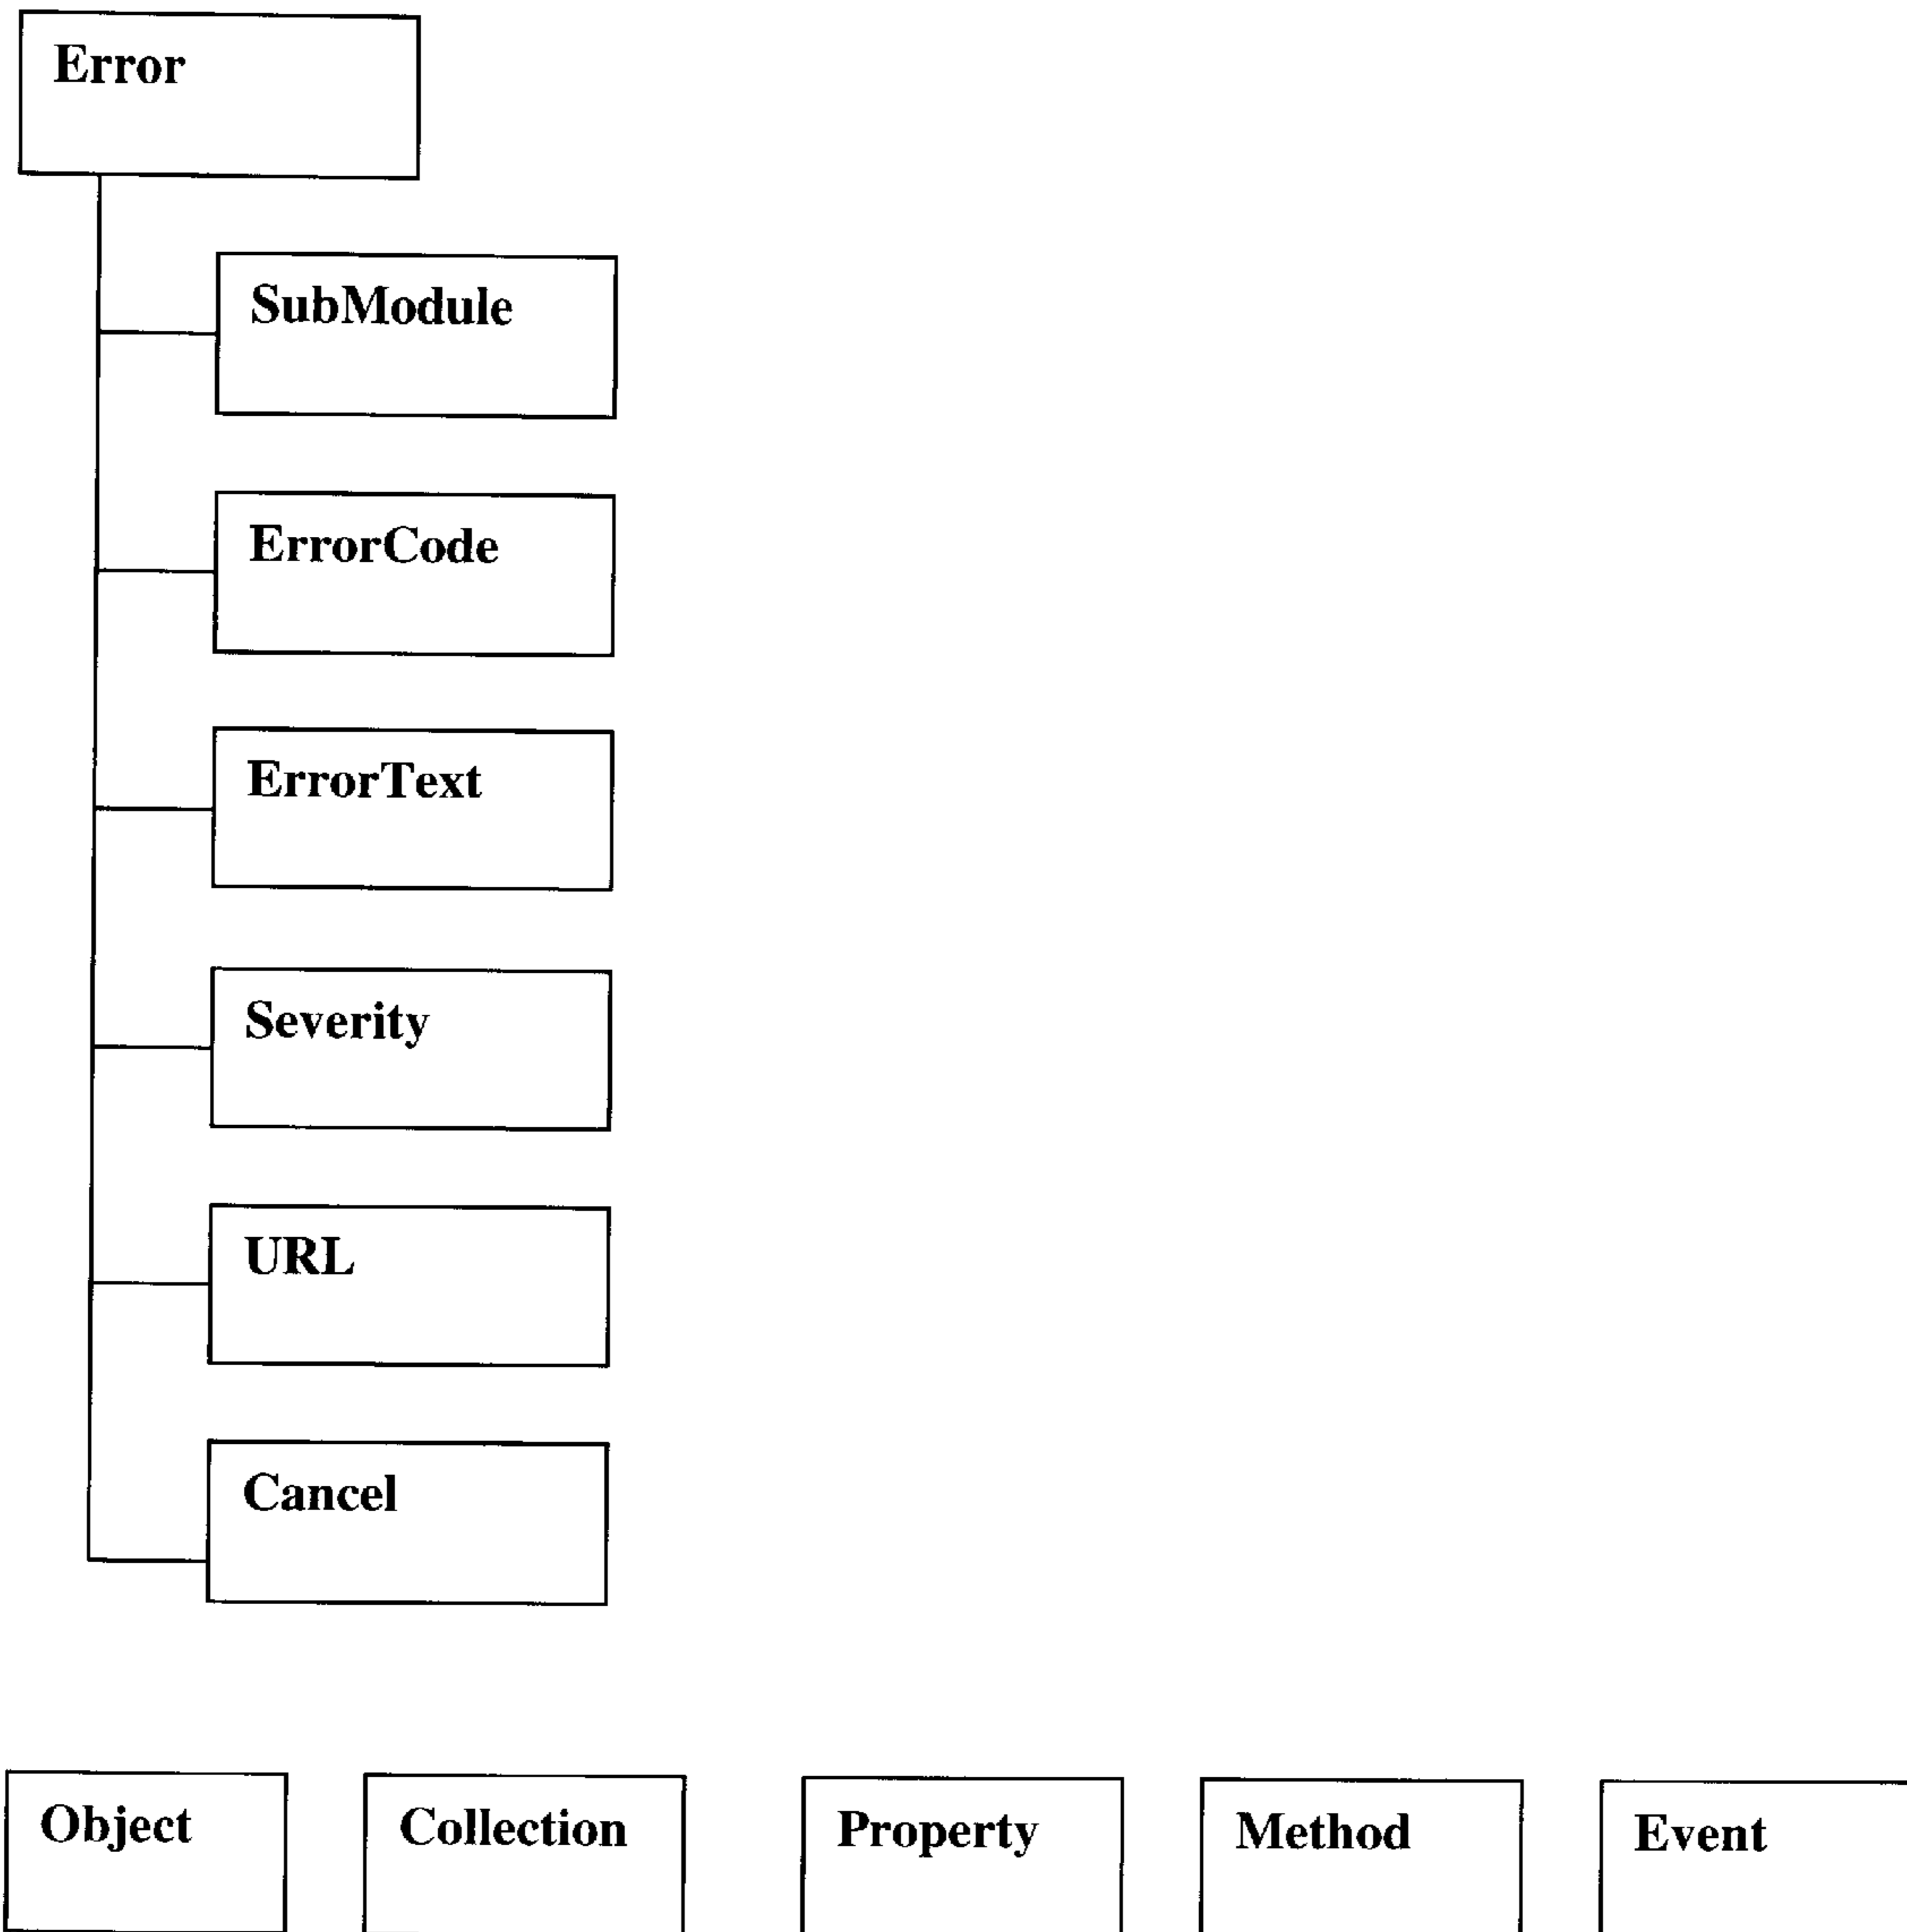 Error
SubModule
ErrorCode
ErrorText
Severity
URL
Cancel
Object Collection Property Method Event